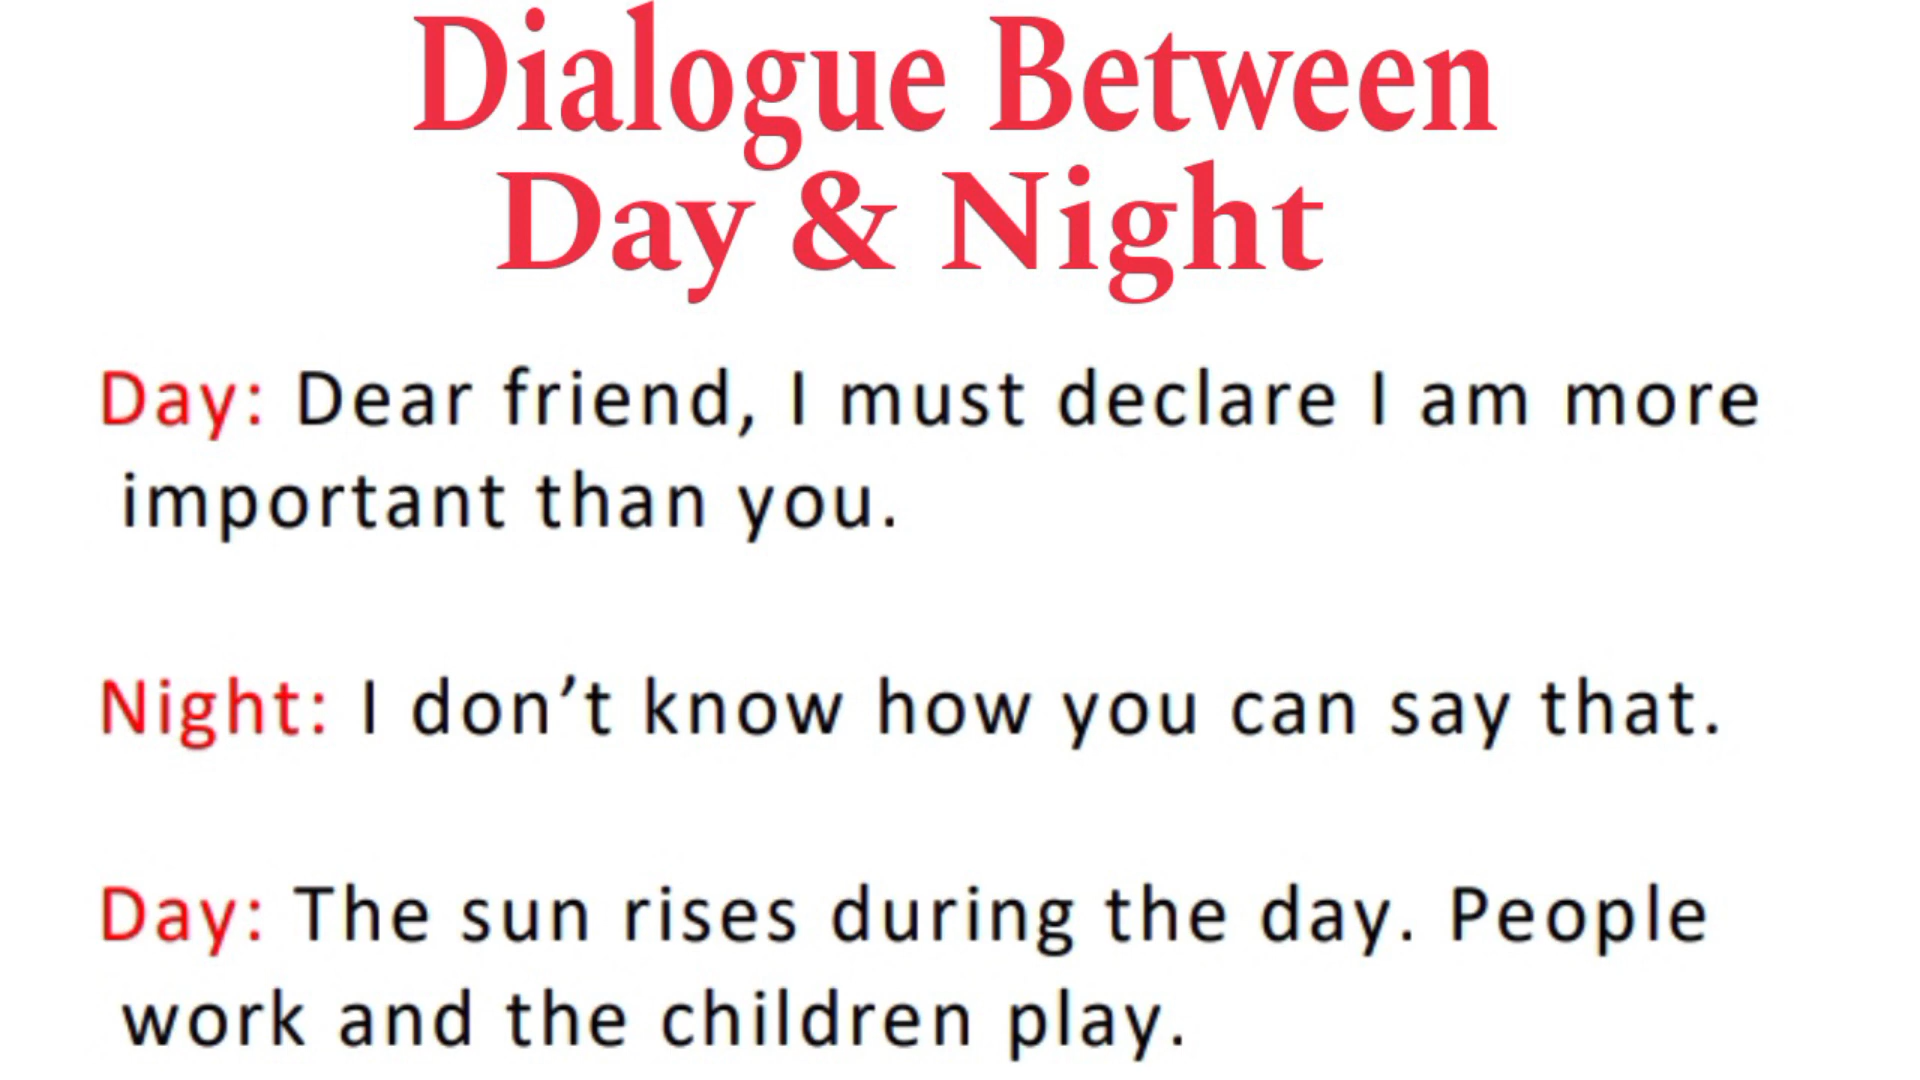 Dialogue Between
Day & Night
Day: Dear friend, I must declare I am more
important than you.
Night: I don’t know how you can say that.
Day: The sun rises during the day. People
work and the children play.